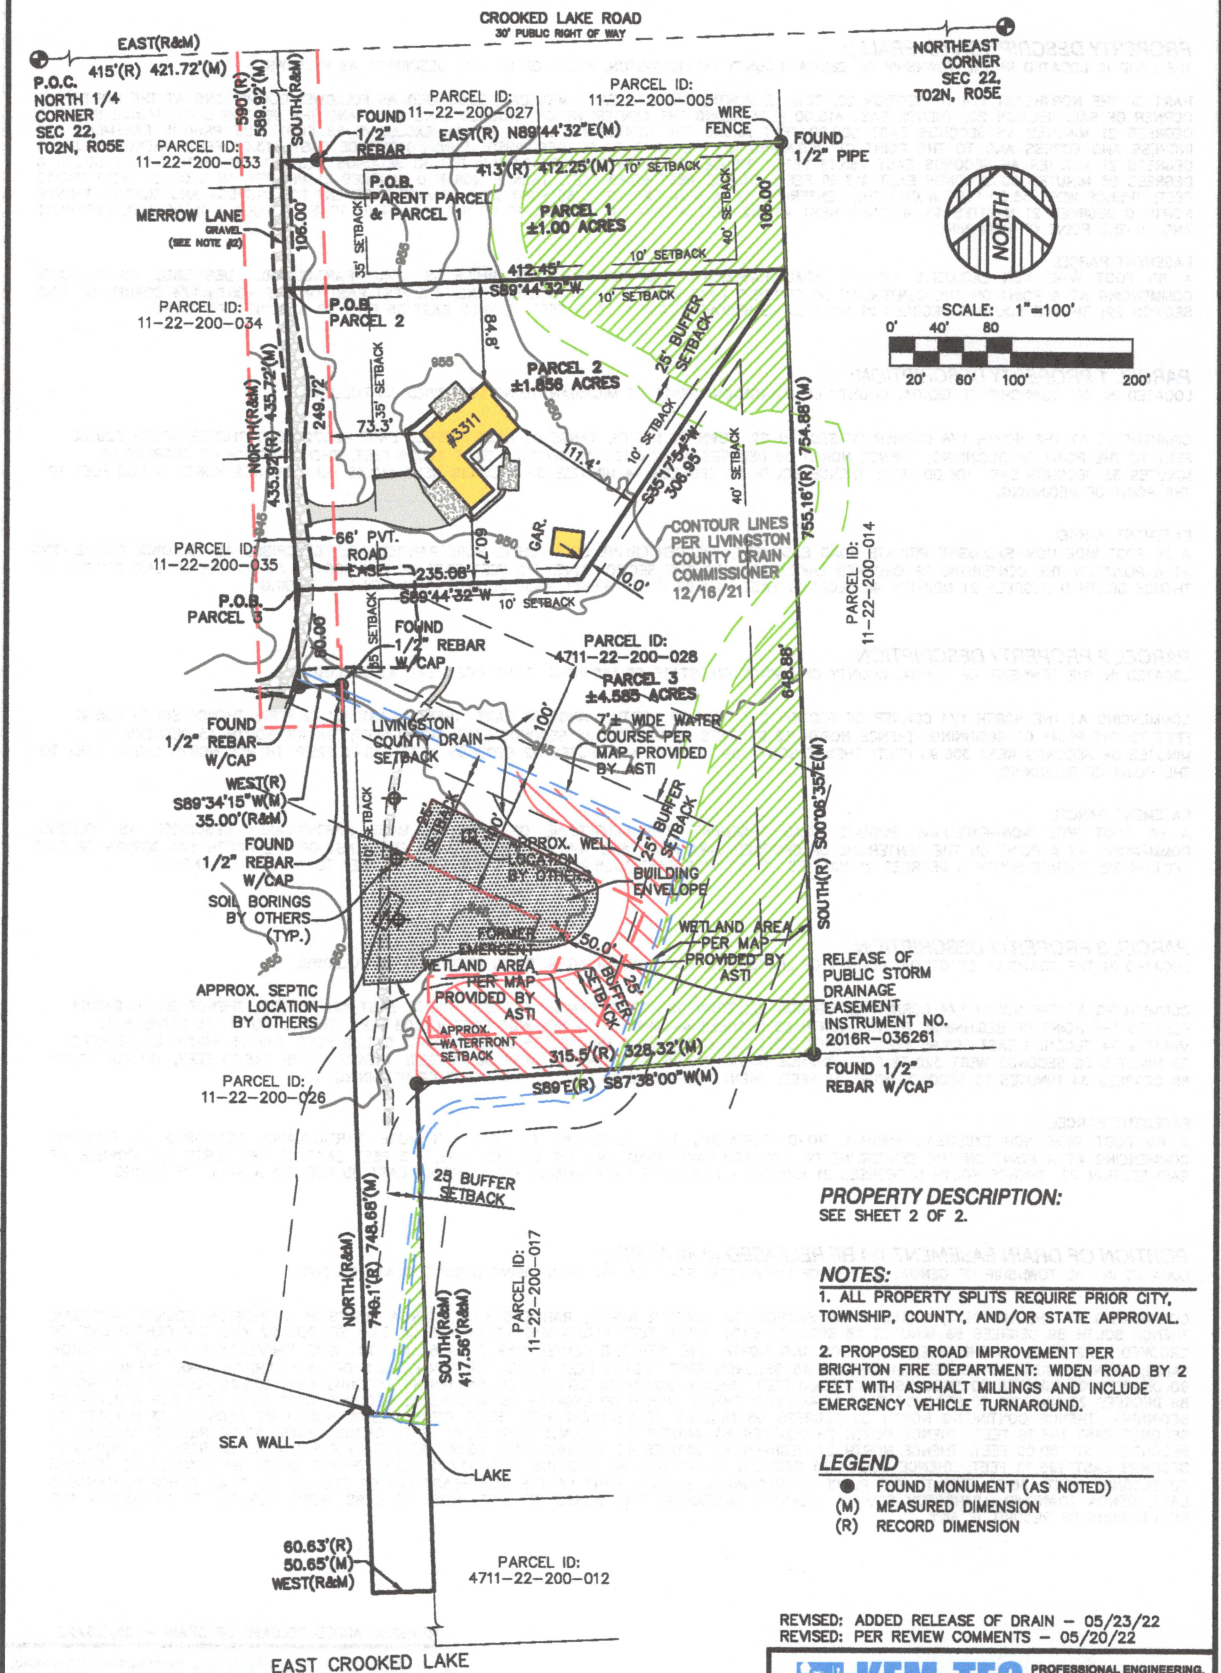 CROOKED LAKE ROAD
30' PUBLIC RIGHT OF WAY
EAST(R&M)
415'(R) 421.72'(M)
P.O.C.
NORTH 1/4
CORNER
SEC 22,
T02N, R05E
NORTHEAST
CORNER
SEC 22,
T02N, R05E
590'(R)
589.92'(M)
SOUTH(R&M)
PARCEL ID:
11-22-200-027
PARCEL ID:
11-22-200-005
WIRE
FENCE
FOUND
1/2"
REBAR
EAST(R) N89°44'32"E(M)
413'(R) 412.25'(M)
10' SETBACK
FOUND
1/2" PIPE
PARCEL ID:
11-22-200-033
P.O.B.
PARENT PARCEL
& PARCEL 1
PARCEL 1
±1.00 ACRES
35' SETBACK
40' SETBACK
106.00'
106.00'
955
MERROW LANE
GRAVEL
(SEE NOTE #2)
10' SETBACK
412.45'
S89°44'32"W
10' SETBACK
NORTH
SCALE: 1"=100'
0' 40' 80'
20' 60' 100' 200'
PARCEL ID:
11-22-200-034
P.O.B.
PARCEL 2
84.8'
955
950
25' BUFFER
SETBACK
PARCEL 2
±1.856 ACRES
35' SETBACK
73.3'
#3311
111.4'
10' SETBACK
S35°17'54"W
306.95'
40' SETBACK
755.16'(R) 754.88'(M)
NORTH(R&M)
435.92'(R) 435.72'(M)
249.72'
945
GAR.
60.7'
10.0'
CONTOUR LINES
PER LIVINGSTON
COUNTY DRAIN
COMMISSIONER
12/16/21
PARCEL ID:
11-22-200-014
PARCEL ID:
11-22-200-035
66' PVT.
ROAD
EASE.
235.08'
S89°44'32"W
10' SETBACK
P.O.B.
PARCEL 3
80.00'
35' SETBACK
FOUND
1/2" REBAR
W/CAP
PARCEL ID:
4711-22-200-028
PARCEL 3
±4.585 ACRES
648.88'
FOUND
1/2" REBAR
W/CAP
LIVINGSTON
COUNTY DRAIN
SETBACK
100'
945
7'± WIDE WATER
COURSE PER
MAP PROVIDED
BY ASTI
WEST(R)
S89°34'15"W(M)
35.00'(R&M)
10' SETBACK
SETBACK
25' BUFFER
SETBACK
SOUTH(R) S00°06'35"E(M)
FOUND
1/2" REBAR
W/CAP
APPROX. WELL
LOCATION
BY OTHERS
BUILDING
ENVELOPE
SOIL BORINGS
BY OTHERS
(TYP.)
945
950
955
50.0'
FORMER
EMERGENT
WETLAND AREA
PER MAP
PROVIDED BY
ASTI
WETLAND AREA
PER MAP
PROVIDED BY
ASTI
25'
BUFFER
SETBACK
RELEASE OF
PUBLIC STORM
DRAINAGE
EASEMENT
INSTRUMENT NO.
2016R-036261
APPROX. SEPTIC
LOCATION
BY OTHERS
APPROX.
WATERFRONT
SETBACK
315.5'(R) 328.32'(M)
S89°E(R) S87°38'00"W(M)
FOUND 1/2"
REBAR W/CAP
PARCEL ID:
11-22-200-026
25 BUFFER
SETBACK
NORTH(R&M)
740.1'(R) 748.68'(M)
SOUTH(R&M)
417.56'(R&M)
PARCEL ID:
11-22-200-017
PROPERTY DESCRIPTION:
SEE SHEET 2 OF 2.
NOTES:
1. ALL PROPERTY SPLITS REQUIRE PRIOR CITY,
TOWNSHIP, COUNTY, AND/OR STATE APPROVAL.
2. PROPOSED ROAD IMPROVEMENT PER
BRIGHTON FIRE DEPARTMENT: WIDEN ROAD BY 2
FEET WITH ASPHALT MILLINGS AND INCLUDE
EMERGENCY VEHICLE TURNAROUND.
SEA WALL
LAKE
LEGEND
FOUND MONUMENT (AS NOTED)
(M) MEASURED DIMENSION
(R) RECORD DIMENSION
60.63'(R)
50.65'(M)
WEST(R&M)
PARCEL ID:
4711-22-200-012
EAST CROOKED LAKE
REVISED: ADDED RELEASE OF DRAIN - 05/23/22
REVISED: PER REVIEW COMMENTS - 05/20/22
KEM-TEC
PROFESSIONAL ENGINEERING,